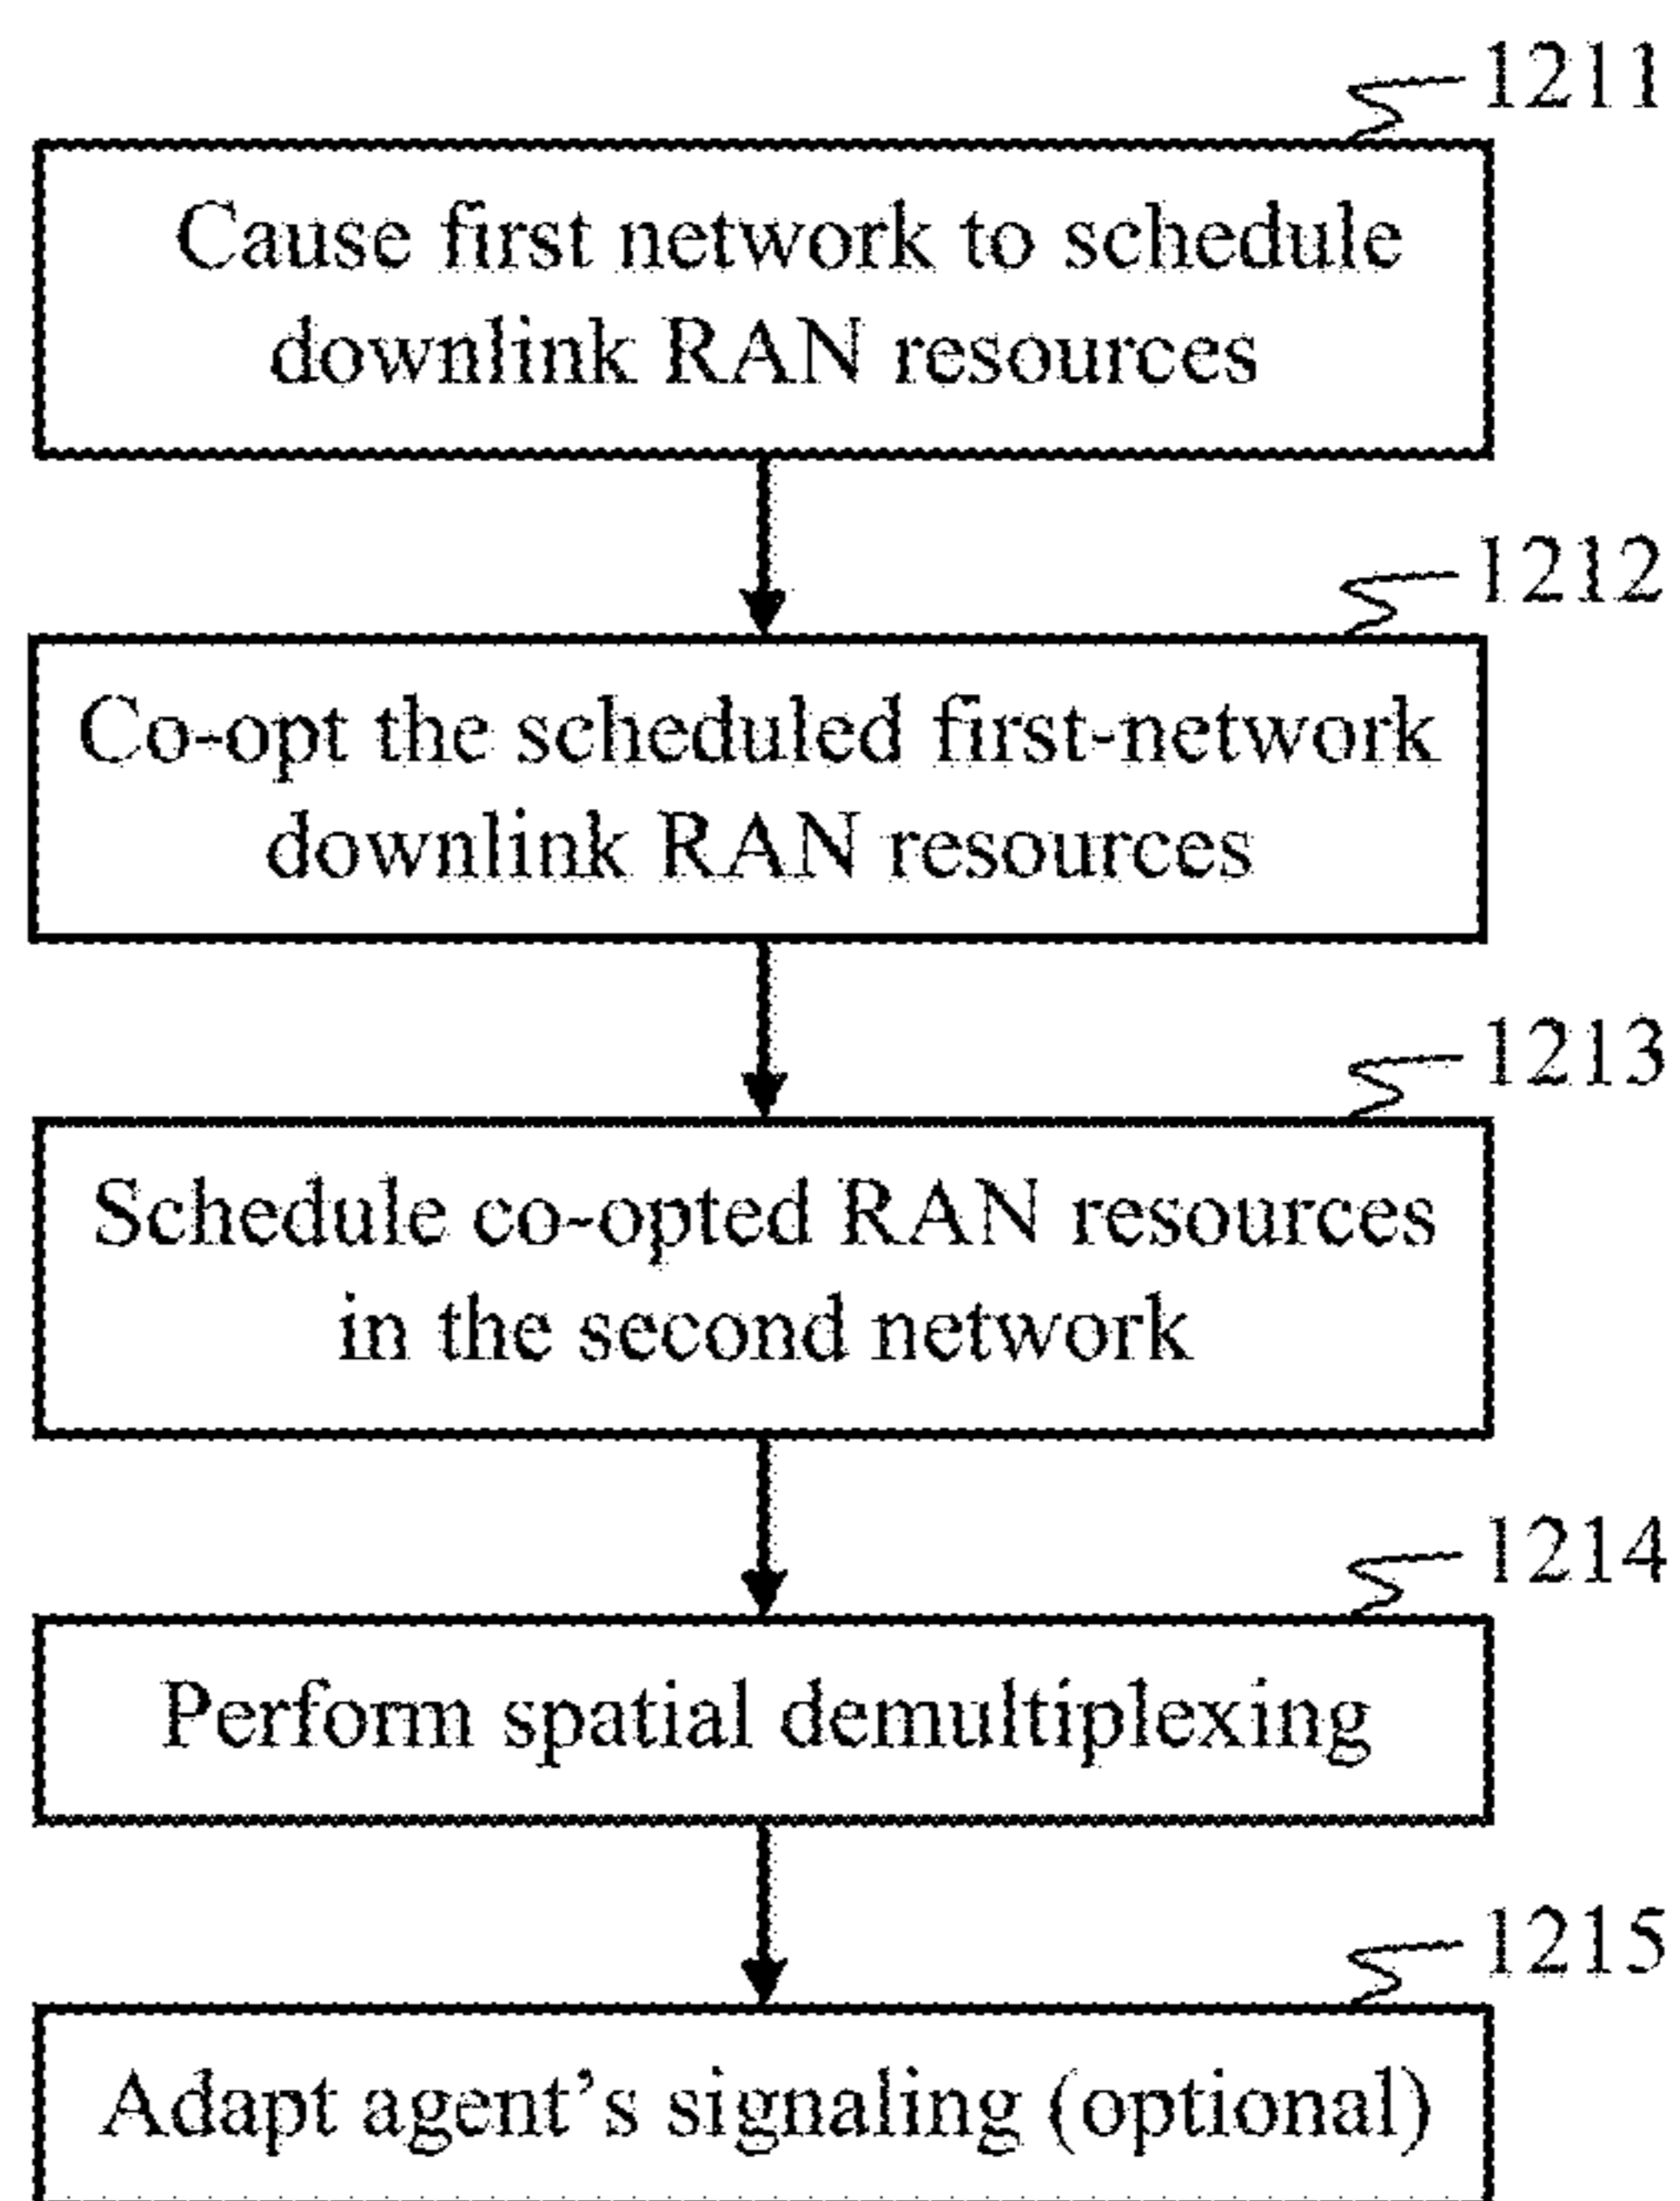 1211
Cause first network to schedule
downlink RAN resources
1212
Co-opt the scheduled first-network
downlink RAN resources
1213
Schedule co-opted RAN resources
in the second network
1214
Perform spatial demultiplexing
1215
Adapt agent's signaling (optional)